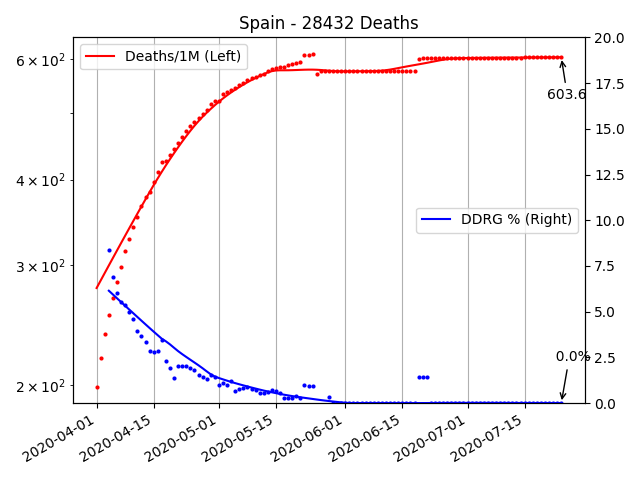 Spain - 28432 Deaths
Deaths/1M (Left)
DDRG % (Right)
6 × 10²
4 × 10²
3 × 10²
2 × 10²
20.0
17.5
15.0
12.5
10.0
7.5
5.0
2.5
0.0
603.6
0.0%
2020-04-01
2020-04-15
2020-05-01
2020-05-15
2020-06-01
2020-06-15
2020-07-01
2020-07-15